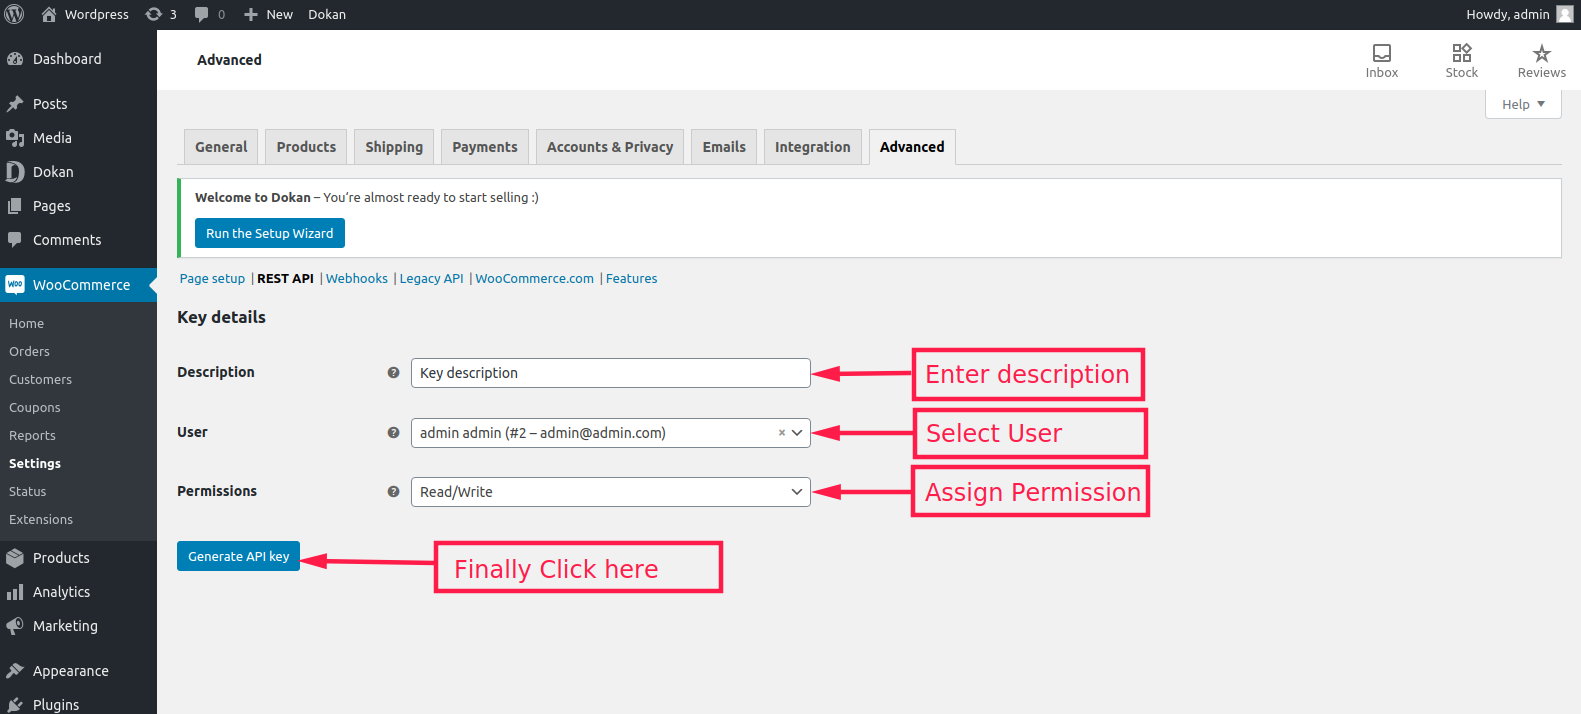 Wordpress 3 0 New Dokan Howdy, admin
Dashboard
Posts
Media
Dokan
Pages
Comments
WOO WooCommerce
Home
Orders
Customers
Coupons
Reports
Settings
Status
Extensions
Products
Analytics
Marketing
Appearance
Plugins
Advanced
Inbox Stock Reviews
Help
General Products Shipping Payments Accounts & Privacy Emails Integration Advanced
Welcome to Dokan – You’re almost ready to start selling :)
Run the Setup Wizard
Page setup | REST API | Webhooks | Legacy API | WooCommerce.com | Features
Key details
Description ? Key description Enter description
User ? admin admin (#2 – admin@admin.com) × Select User
Permissions ? Read/Write Assign Permission
Generate API key Finally Click here